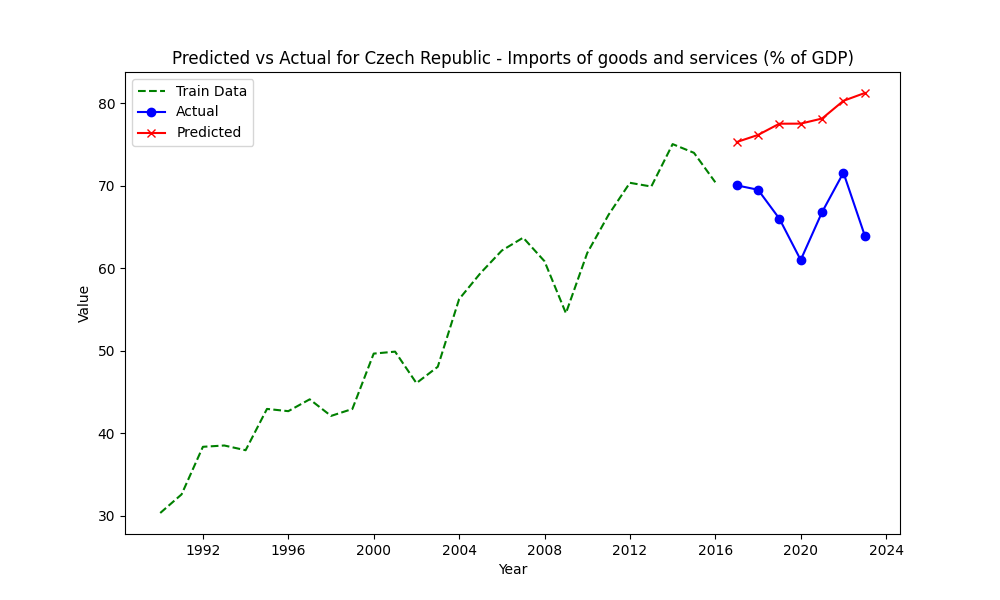 Predicted vs Actual for Czech Republic - Imports of goods and services (% of GDP)
Train Data
Actual
Predicted
80
70
60
50
40
30
Value
1992 1996 2000 2004 2008 2012 2016 2020 2024
Year